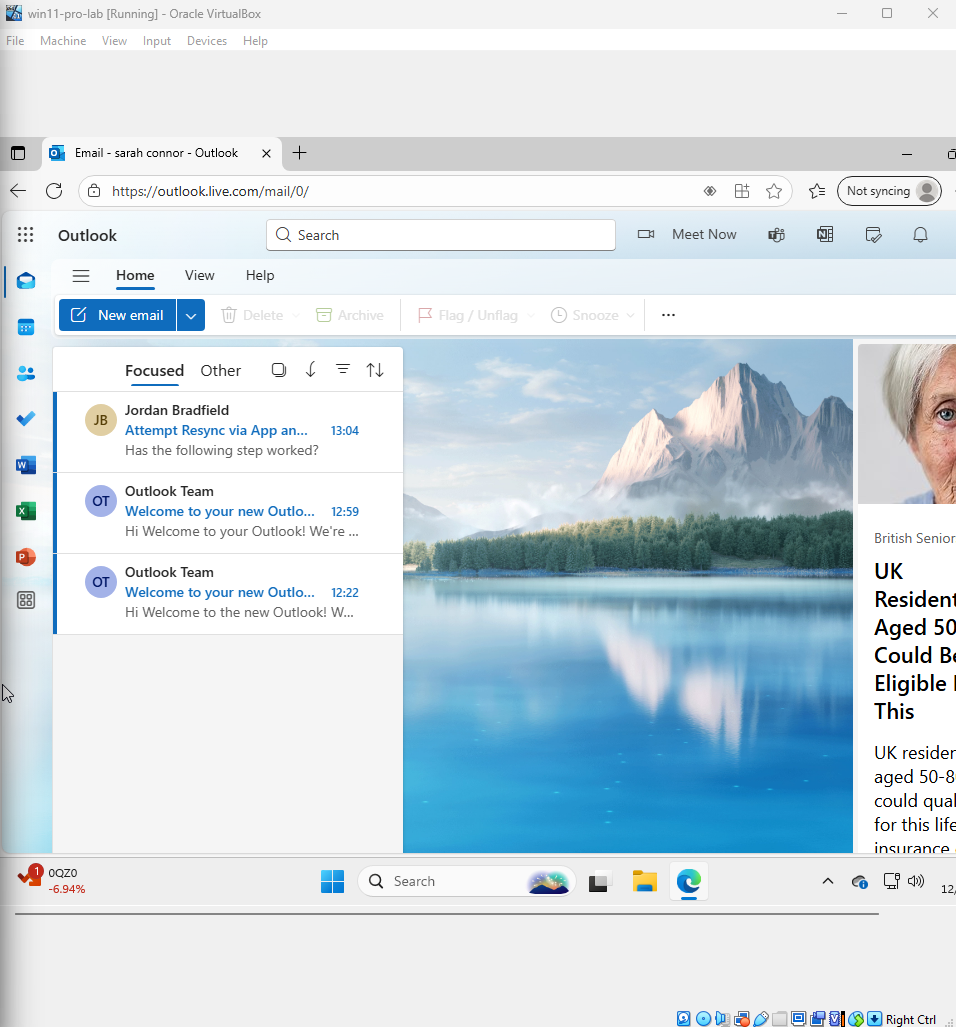 win11-pro-lab [Running] - Oracle VirtualBox
File Machine View Input Devices Help
Email - sarah connor - Outlook
https://outlook.live.com/mail/0/
Not syncing
Outlook
Search
Meet Now
Home View Help
New email Delete Archive Flag / Unflag Snooze
Focused Other
JB
Jordan Bradfield
Attempt Resync via App an... 13:04
Has the following step worked?
OT
Outlook Team
Welcome to your new Outlo... 12:59
Hi Welcome to your Outlook! We're ...
OT
Outlook Team
Welcome to your new Outlo... 12:22
Hi Welcome to the new Outlook! W...
British Senior
UK
Resident
Aged 50
Could Be
Eligible
This
UK resider
aged 50-8
could qual
for this life
insurance
1
0QZ0
-6.94%
Search
12/
Right Ctrl